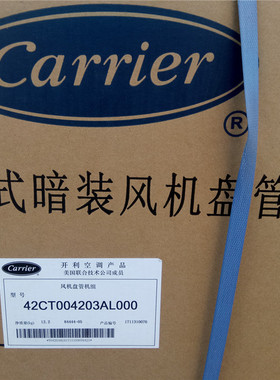 Carrier
®
式暗装风机盘管
Carrier
开利空调产品
美国联合技术公司成员
风机盘管机组
型号
42CT004203AL000